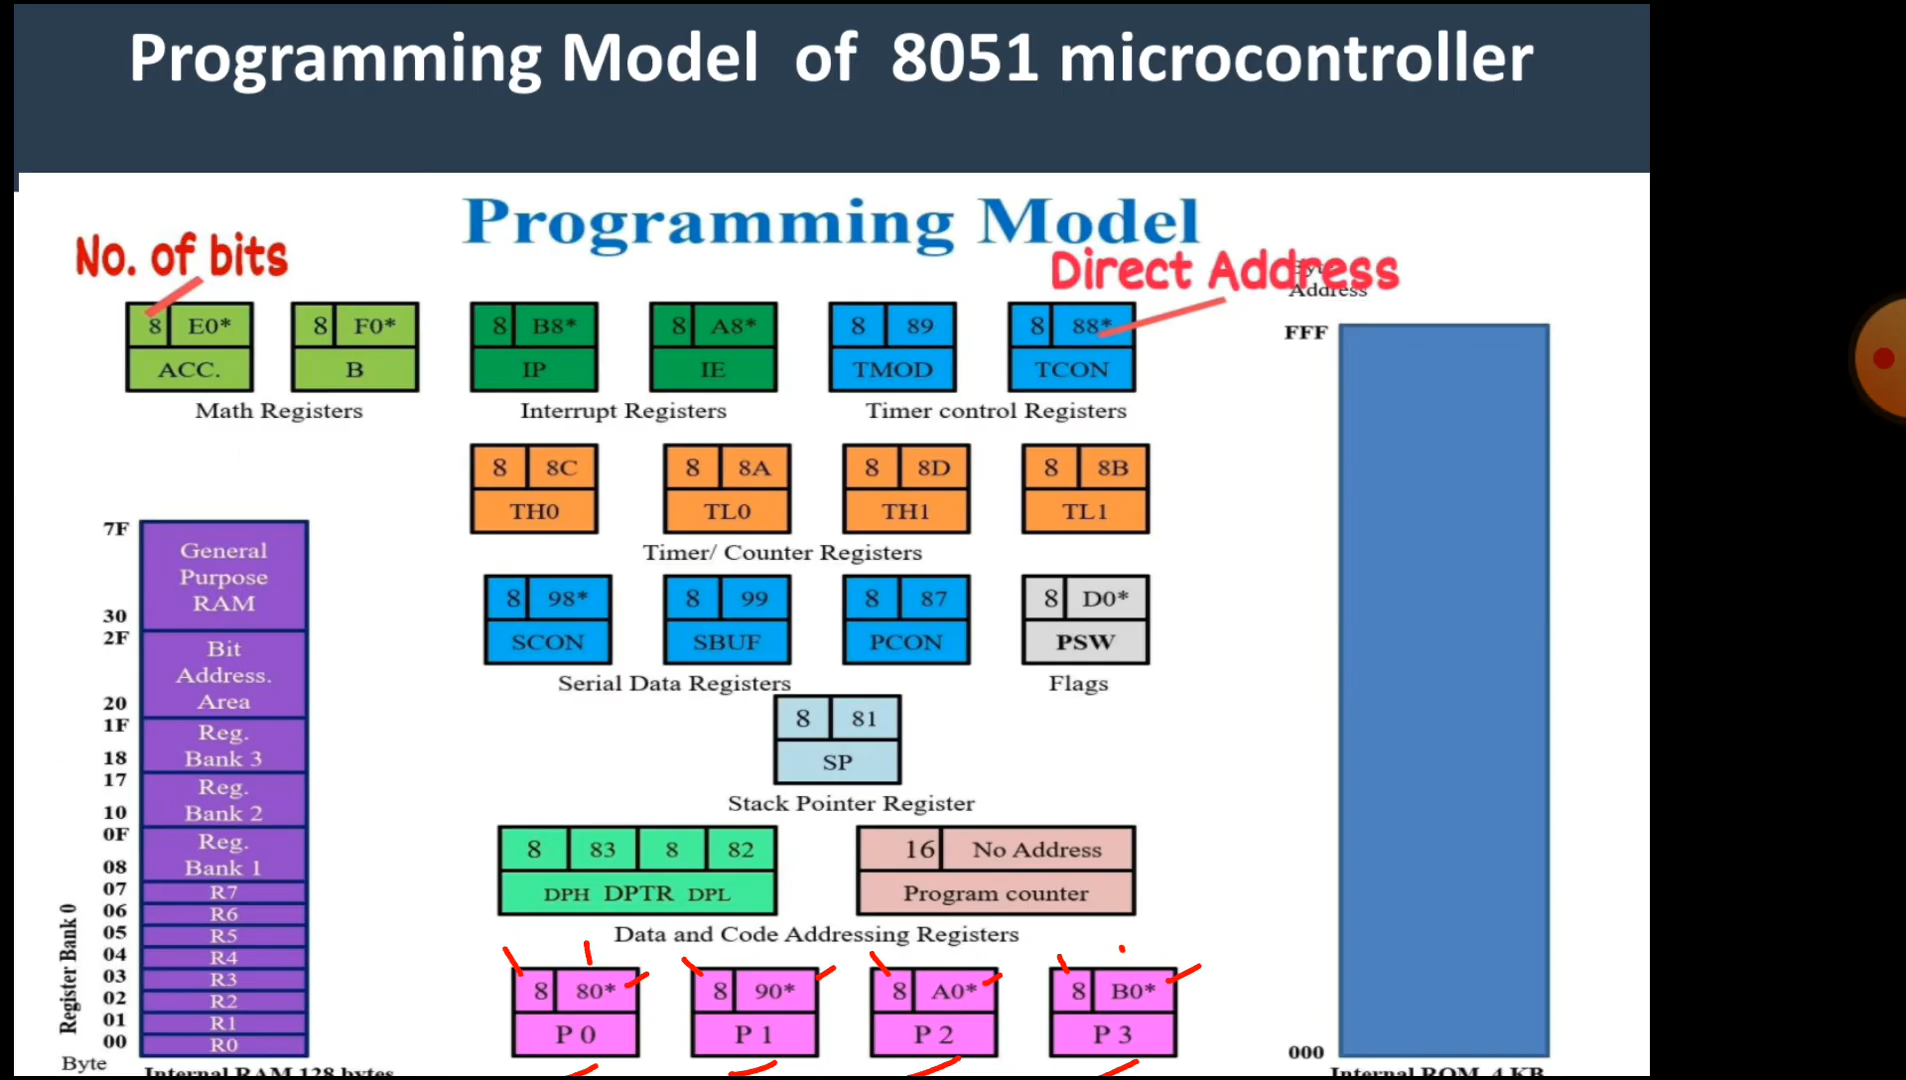 Programming Model of 8051 microcontroller
Programming Model
No. of bits
Direct Address
Byte
Address
8 E0*
ACC.
8 F0*
B
Math Registers
8 B8*
IP
8 A8*
IE
Interrupt Registers
8 89
TMOD
8 88*
TCON
Timer control Registers
FFF
8 8C
TH0
8 8A
TL0
8 8D
TH1
8 8B
TL1
Timer/ Counter Registers
8 98*
SCON
8 99
SBUF
8 87
PCON
Serial Data Registers
8 D0*
PSW
Flags
8 81
SP
Stack Pointer Register
8 83 8 82
DPH DPTR DPL
16 No Address
Program counter
Data and Code Addressing Registers
8 80*
P 0
8 90*
P 1
8 A0*
P 2
8 B0*
P 3
7F
General
Purpose
RAM
30
2F
Bit
Address.
Area
20
1F
Reg.
Bank 3
18
17
Reg.
Bank 2
10
0F
Reg.
Bank 1
08
07 R7
06 R6
05 R5
04 R4
03 R3
02 R2
01 R1
00 R0
Register Bank 0
Byte
Internal RAM 128 bytes
000
Internal ROM 4 KB